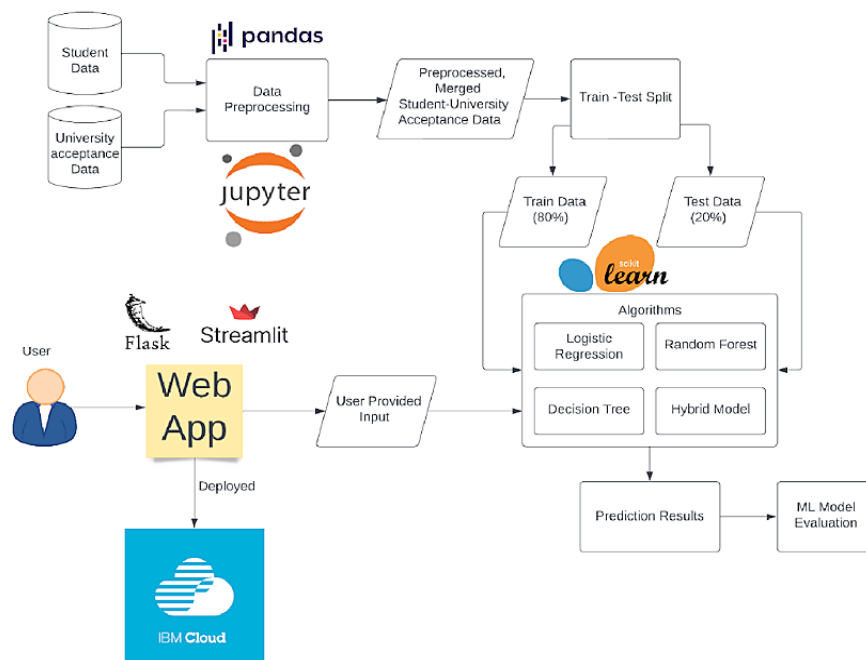 pandas
Student
Data
Data
Preprocessing
Preprocessed,
Merged
Student-University
Acceptance Data
Train -Test Split
University
acceptance
Data
jupyter
Train Data
(80%)
Test Data
(20%)
scikit
learn
Algorithms
Logistic
Regression
Random Forest
Decision Tree
Hybrid Model
Flask
Streamlit
User
Web
App
User Provided
Input
Deployed
Prediction Results
ML Model
Evaluation
IBM Cloud